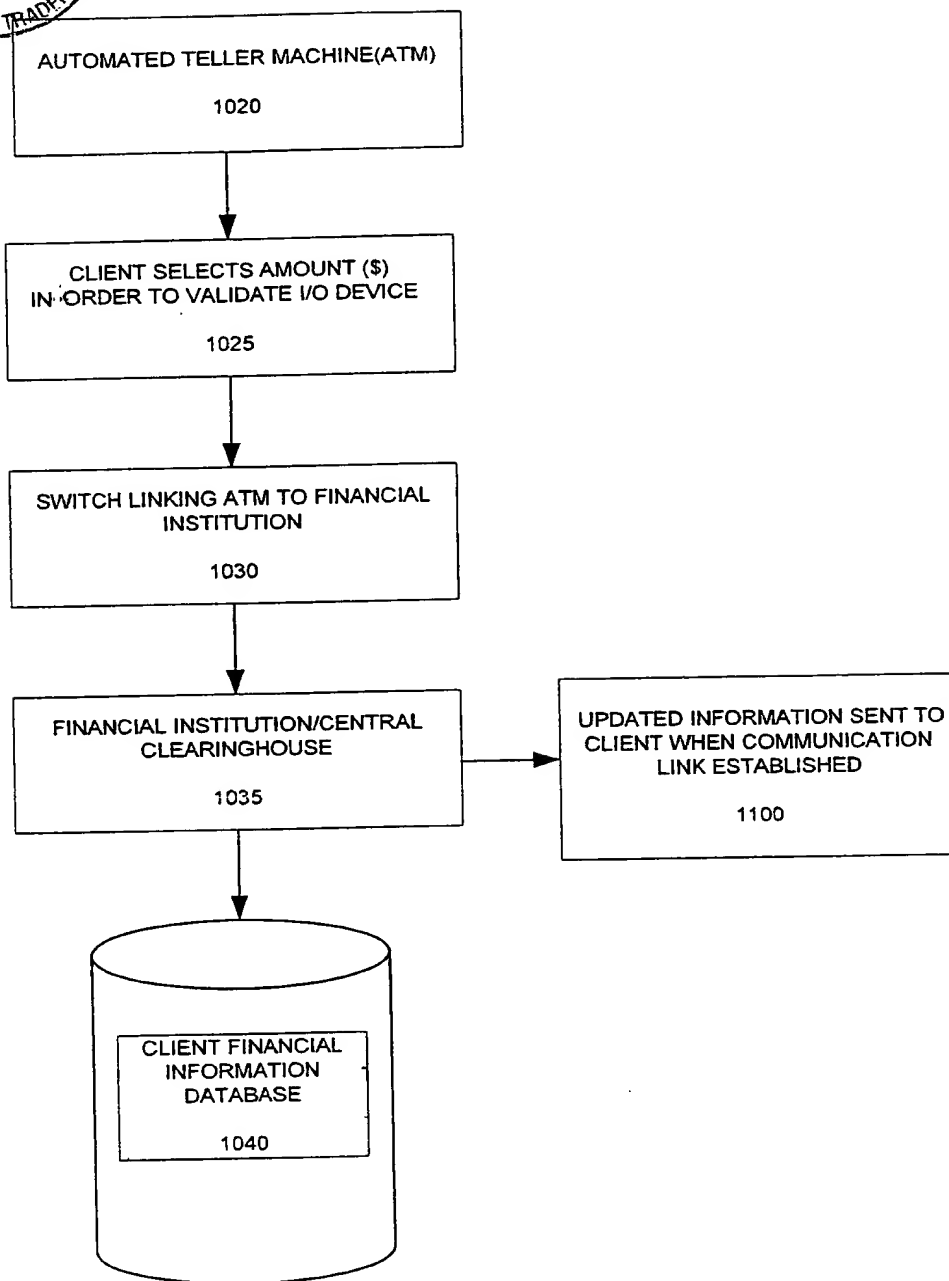 AUTOMATED TELLER MACHINE(ATM)
1020
CLIENT SELECTS AMOUNT ($)
IN ORDER TO VALIDATE I/O DEVICE
1025
SWITCH LINKING ATM TO FINANCIAL
INSTITUTION
1030
FINANCIAL INSTITUTION/CENTRAL
CLEARINGHOUSE
1035
UPDATED INFORMATION SENT TO
CLIENT WHEN COMMUNICATION
LINK ESTABLISHED
1100
CLIENT FINANCIAL
INFORMATION
DATABASE
1040